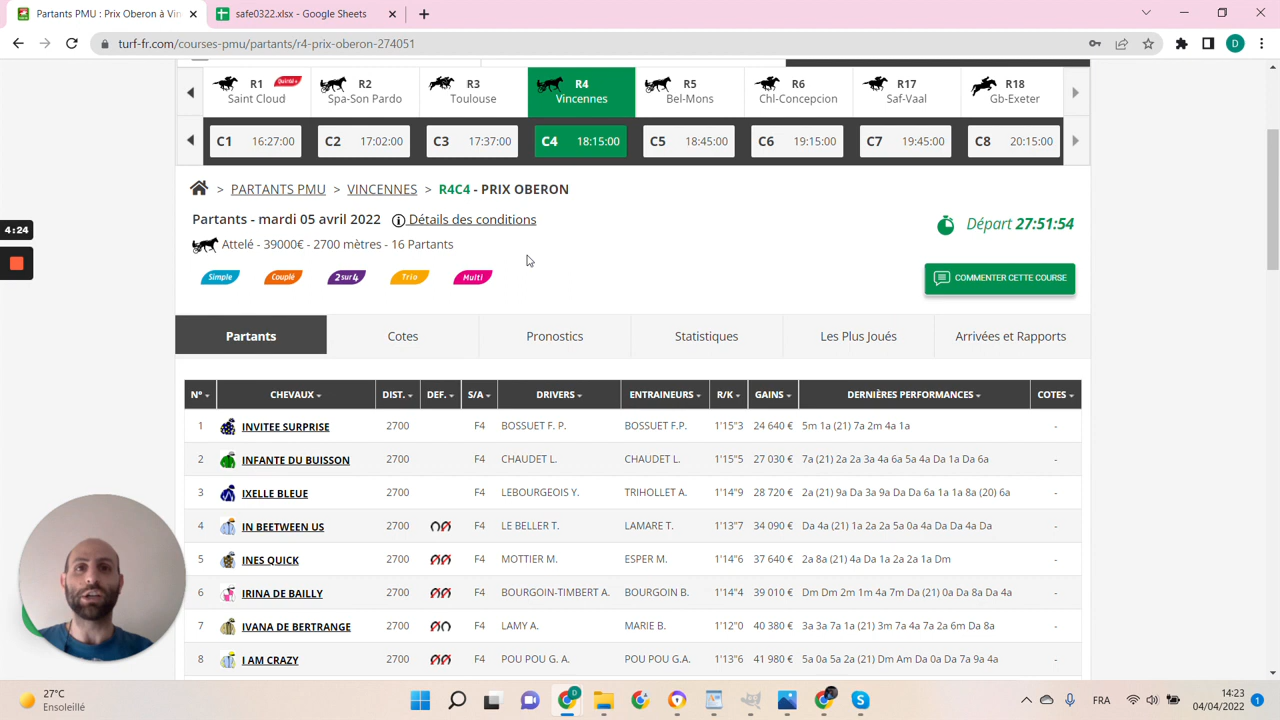 Partants PMU : Prix Oberon à Vin
safe0322.xlsx - Google Sheets
turf-fr.com/courses-pmu/partants/r4-prix-oberon-274051
R1 Quinté+ Saint Cloud
R2 Spa-Son Pardo
R3 Toulouse
R4 Vincennes
R5 Bel-Mons
R6 Chl-Concepcion
R17 Saf-Vaal
R18 Gb-Exeter
C1 16:27:00 C2 17:02:00 C3 17:37:00 C4 18:15:00 C5 18:45:00 C6 19:15:00 C7 19:45:00 C8 20:15:00
> PARTANTS PMU > VINCENNES > R4C4 - PRIX OBERON
Partants - mardi 05 avril 2022 Détails des conditions
Départ 27:51:54
4:24
Attelé - 39000€ - 2700 mètres - 16 Partants
Simple Couplé 2sur4 Trio Multi
COMMENTER CETTE COURSE
Partants Cotes Pronostics Statistiques Les Plus Joués Arrivées et Rapports
N° CHEVAUX DIST. DEF. S/A DRIVERS ENTRAINEURS R/K GAINS DERNIÈRES PERFORMANCES COTES
1 INVITEE SURPRISE 2700 F4 BOSSUET F. P. BOSSUET F.P. 1'15"3 24 640 € 5m 1a (21) 7a 2m 4a 1a -
2 INFANTE DU BUISSON 2700 F4 CHAUDET L. CHAUDET L. 1'15"5 27 030 € 7a (21) 2a 2a 3a 4a 6a 5a 4a Da 1a Da 6a -
3 IXELLE BLEUE 2700 F4 LEBOURGEOIS Y. TRIHOLLET A. 1'14"9 28 720 € 2a (21) 9a Da 3a 9a Da Da 6a 1a 1a 8a (20) 6a -
4 IN BEETWEEN US 2700 F4 LE BELLER T. LAMARE T. 1'13"7 34 090 € Da 4a (21) 1a 2a 2a 5a 0a 4a Da Da 4a Da -
5 INES QUICK 2700 F4 MOTTIER M. ESPER M. 1'14"6 37 640 € 2a 8a (21) 4a Da 1a 2a 2a 1a Dm -
6 IRINA DE BAILLY 2700 F4 BOURGOIN-TIMBERT A. BOURGOIN B. 1'14"4 39 010 € Dm Dm 2m 1m 4a 7m Da (21) 0a Da 8a Da 4a -
7 IVANA DE BERTRANGE 2700 F4 LAMY A. MARIE B. 1'12"0 40 380 € 3a 3a 7a 1a (21) 3m 7a 4a 7a 2a 6m Da 8a -
8 I AM CRAZY 2700 F4 POU POU G. A. POU POU G.A. 1'13"6 41 980 € 5a 0a 5a 2a (21) Dm Am Da 0a Da 7a 9a 4a -
27°C
Ensoleillé
FRA
14:23
04/04/2022